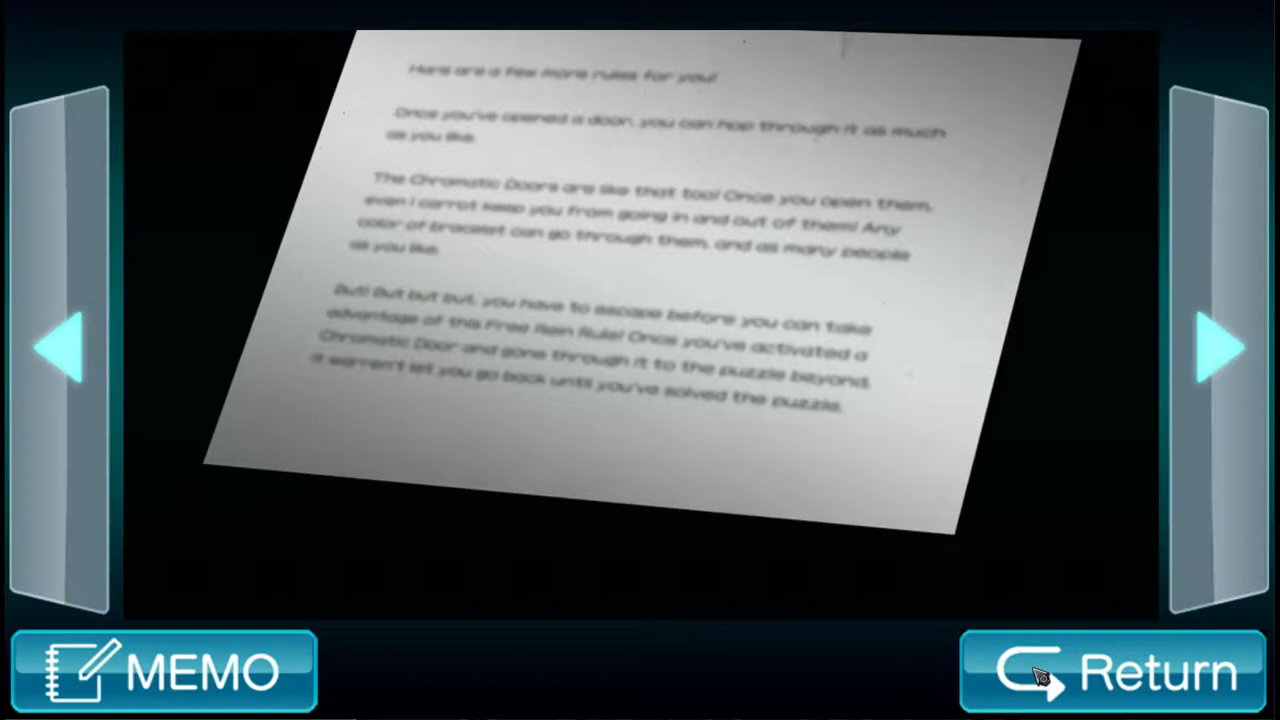 Hare are a few more rules for you!
Once you've opened a door, you can hop through it as much
as you like.
The Chromatic Doors are like that too! Once you open them,
even I carrot keep you from going in and out of them! Any
color of bracelet can go through them, and as many people
as you like.
But! But but but, you have to escape before you can take
advantage of this Free Rein Rule! Once you've activated a
Chromatic Door and gone through it to the puzzle beyond,
it warren't let you go back until you've solved the puzzle.
MEMO
Return